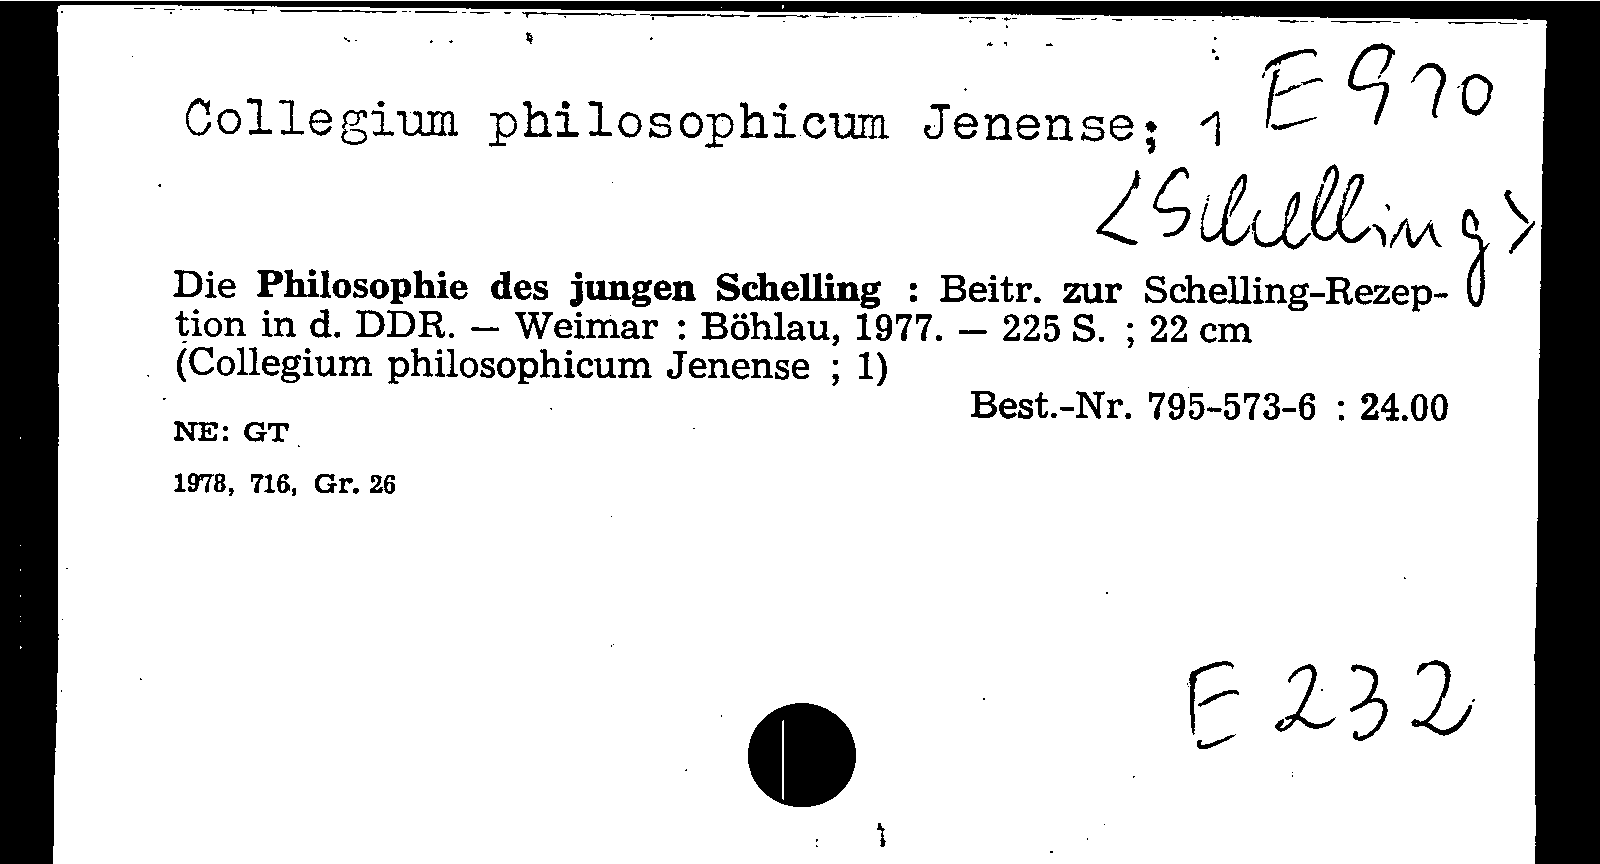 Collegium philosophicum Jenense; 1
E 910
<Schelling>
Die Philosophie des jungen Schelling : Beitr. zur Schelling-Rezep-
tion in d. DDR. — Weimar : Böhlau, 1977. — 225 S. ; 22 cm
(Collegium philosophicum Jenense ; 1)
Best.-Nr. 795-573-6 : 24.00
NE: GT
1978, 716, Gr. 26
E 232